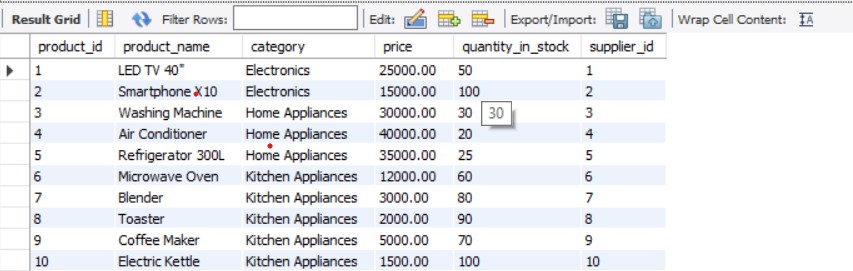 Result Grid Filter Rows: Edit: Export/Import: Wrap Cell Content: IA
product_id product_name category price quantity_in_stock supplier_id
1 LED TV 40" Electronics 25000.00 50 1
2 Smartphone X10 Electronics 15000.00 100 2
3 Washing Machine Home Appliances 30000.00 30 30 3
4 Air Conditioner Home Appliances 40000.00 20 4
5 Refrigerator 300L Home Appliances 35000.00 25 5
6 Microwave Oven Kitchen Appliances 12000.00 60 6
7 Blender Kitchen Appliances 3000.00 80 7
8 Toaster Kitchen Appliances 2000.00 90 8
9 Coffee Maker Kitchen Appliances 5000.00 70 9
10 Electric Kettle Kitchen Appliances 1500.00 100 10